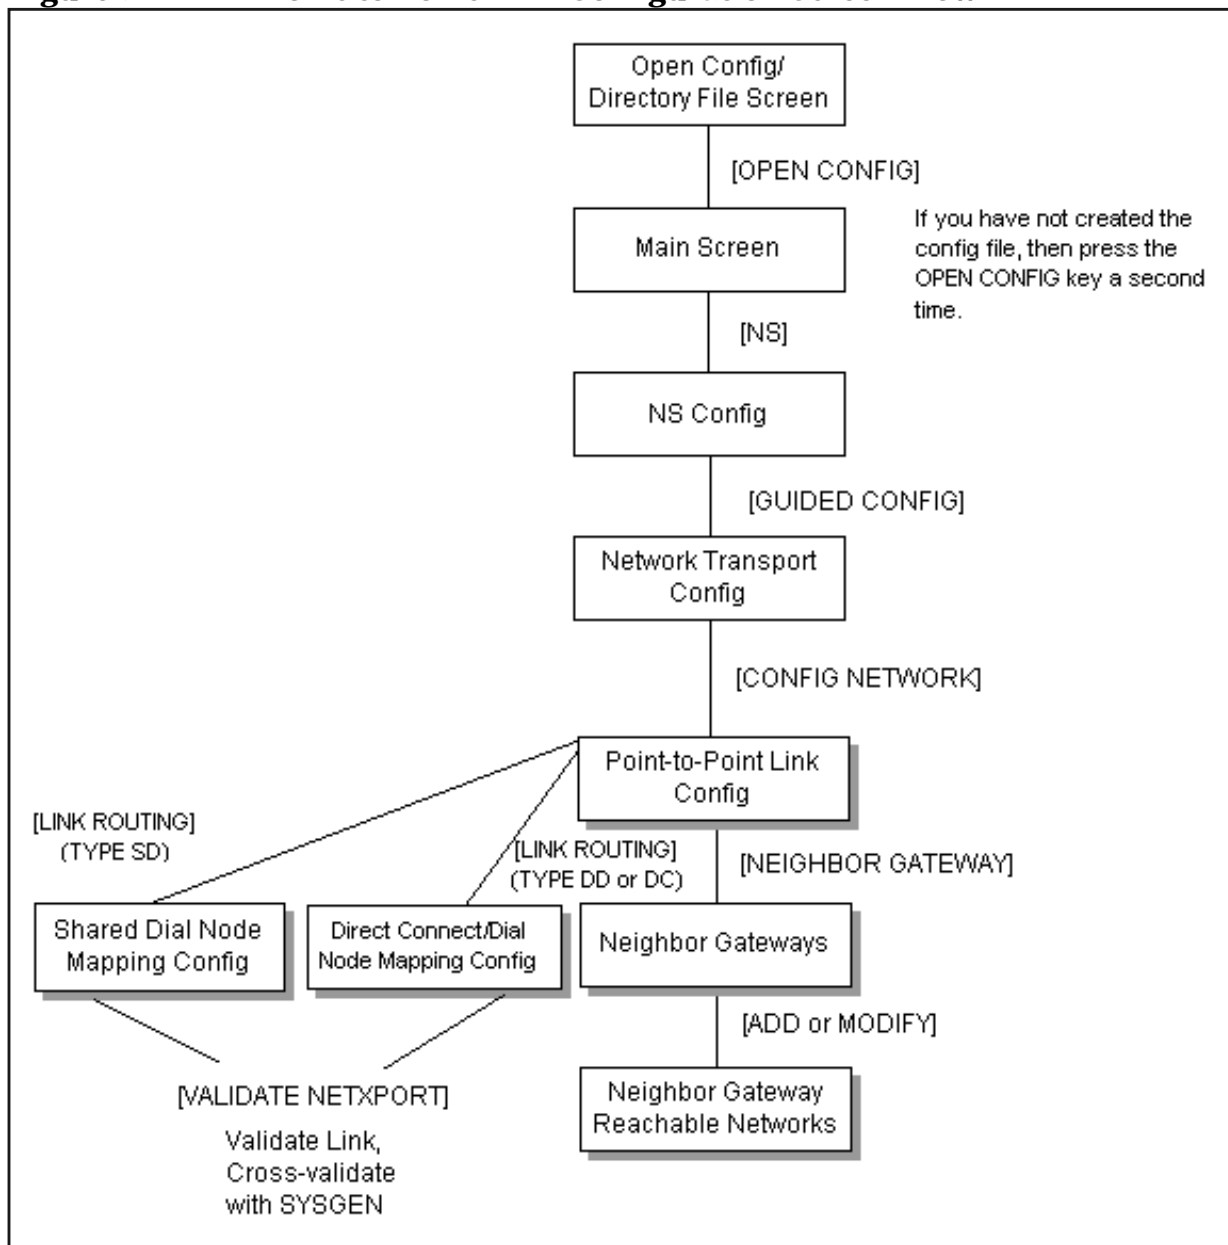 Open Config/
Directory File Screen
[OPEN CONFIG]
If you have not created the
config file, then press the
OPEN CONFIG key a second
time.
Main Screen
[NS]
NS Config
[GUIDED CONFIG]
Network Transport
Config
[CONFIG NETWORK]
Point-to-Point Link
Config
[LINK ROUTING]
(TYPE SD)
[LINK ROUTING]
(TYPE DD or DC)
[NEIGHBOR GATEWAY]
Shared Dial Node
Mapping Config
Direct Connect/Dial
Node Mapping Config
Neighbor Gateways
[ADD or MODIFY]
[VALIDATE NETXPORT]
Validate Link,
Cross-validate
with SYSGEN
Neighbor Gateway
Reachable Networks